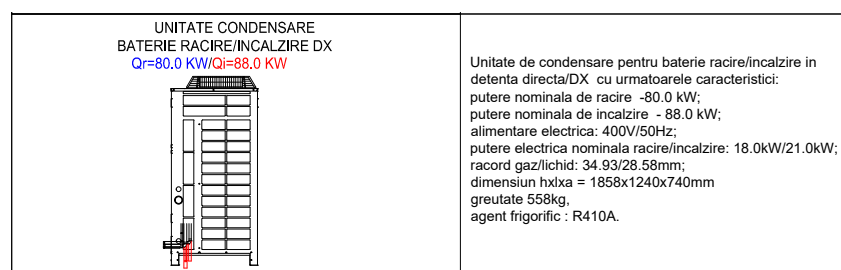 UNITATE CONDENSARE
BATERIE RACIRE/INCALZIRE DX
Qr=80.0 KW/Qi=88.0 KW
Unitate de condensare pentru baterie racire/incalzire in
detenta directa/DX cu urmatoarele caracteristici:
putere nominala de racire -80.0 kW;
putere nominala de incalzire - 88.0 kW;
alimentare electrica: 400V/50Hz;
putere electrica nominala racire/incalzire: 18.0kW/21.0kW;
racord gaz/lichid: 34.93/28.58mm;
dimensiun hxlxa = 1858x1240x740mm
greutate 558kg,
agent frigorific : R410A.